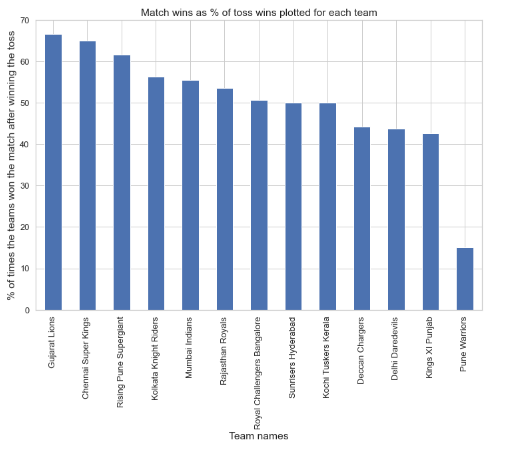 Match wins as % of toss wins plotted for each team
% of times the teams won the match after winning the toss
70
60
50
40
30
20
10
0
Gujarat Lions
Chennai Super Kings
Rising Pune Supergiant
Kolkata Knight Riders
Mumbai Indians
Rajasthan Royals
Royal Challengers Bangalore
Sunrisers Hyderabad
Kochi Tuskers Kerala
Deccan Chargers
Delhi Daredevils
Kings XI Punjab
Pune Warriors
Team names